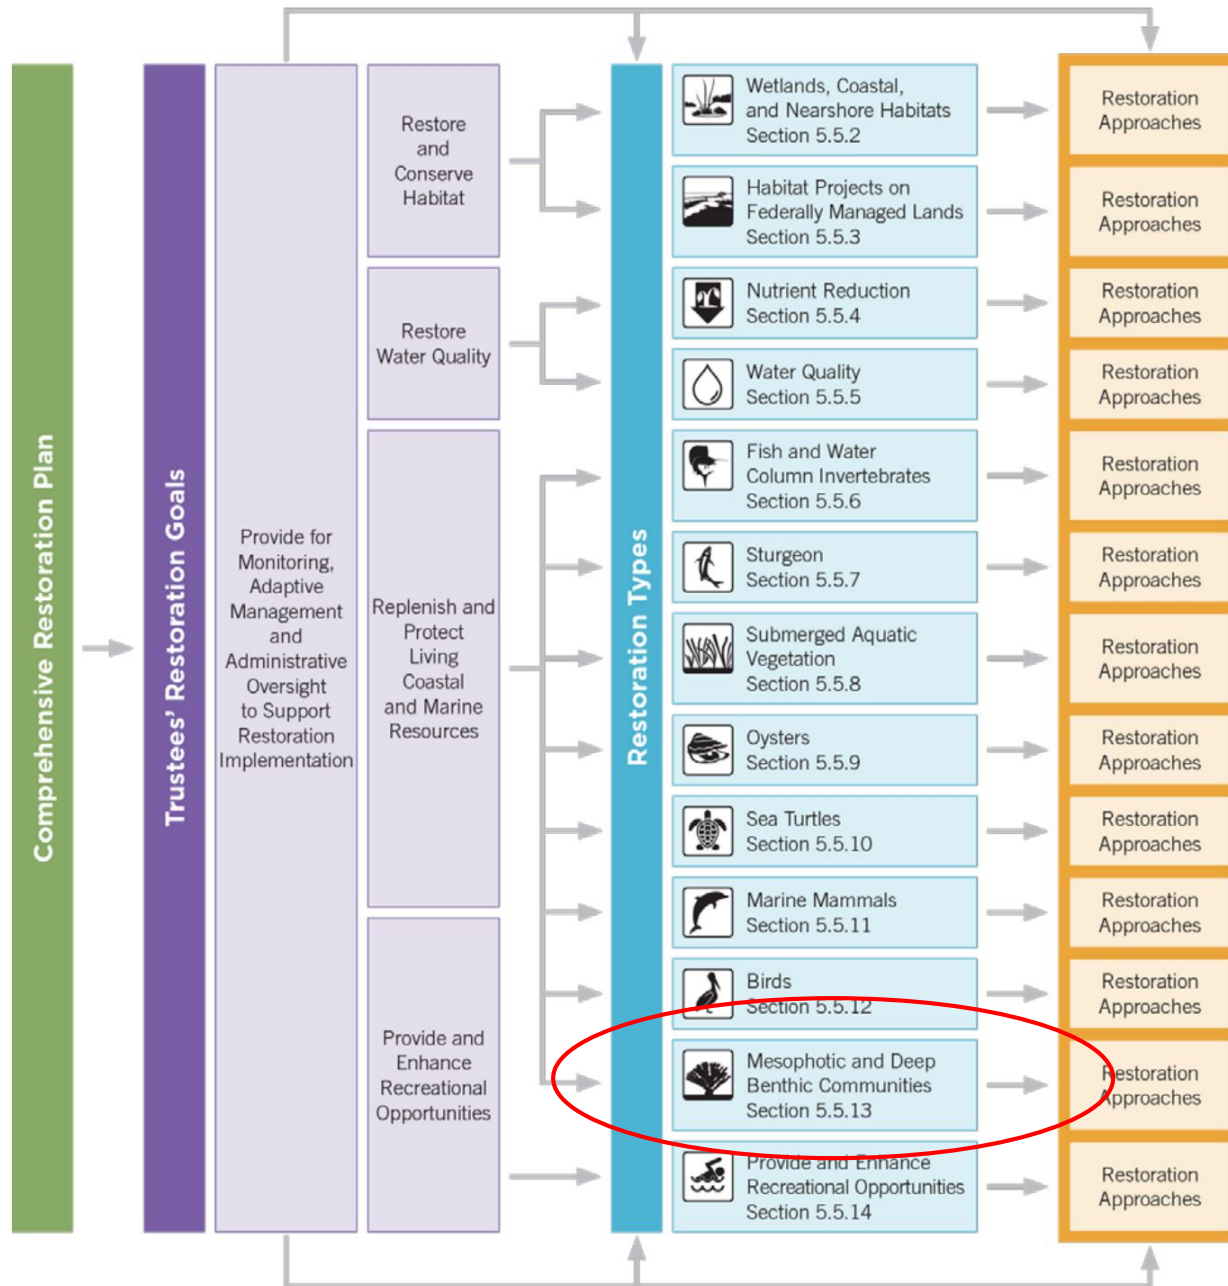 Comprehensive Restoration Plan
Trustees' Restoration Goals
Provide for
Monitoring,
Adaptive
Management
and
Administrative
Oversight
to Support
Restoration
Implementation
Restore
and
Conserve
Habitat
Restore
Water Quality
Replenish and
Protect
Living
Coastal
and Marine
Resources
Provide and
Enhance
Recreational
Opportunities
Restoration Types
Wetlands, Coastal,
and Nearshore Habitats
Section 5.5.2
Restoration
Approaches
Habitat Projects on
Federally Managed Lands
Section 5.5.3
Restoration
Approaches
Nutrient Reduction
Section 5.5.4
Restoration
Approaches
Water Quality
Section 5.5.5
Restoration
Approaches
Fish and Water
Column Invertebrates
Section 5.5.6
Restoration
Approaches
Sturgeon
Section 5.5.7
Restoration
Approaches
Submerged Aquatic
Vegetation
Section 5.5.8
Restoration
Approaches
Oysters
Section 5.5.9
Restoration
Approaches
Sea Turtles
Section 5.5.10
Restoration
Approaches
Marine Mammals
Section 5.5.11
Restoration
Approaches
Birds
Section 5.5.12
Restoration
Approaches
Mesophotic and Deep
Benthic Communities
Section 5.5.13
Restoration
Approaches
Provide and Enhance
Recreational Opportunities
Section 5.5.14
Restoration
Approaches